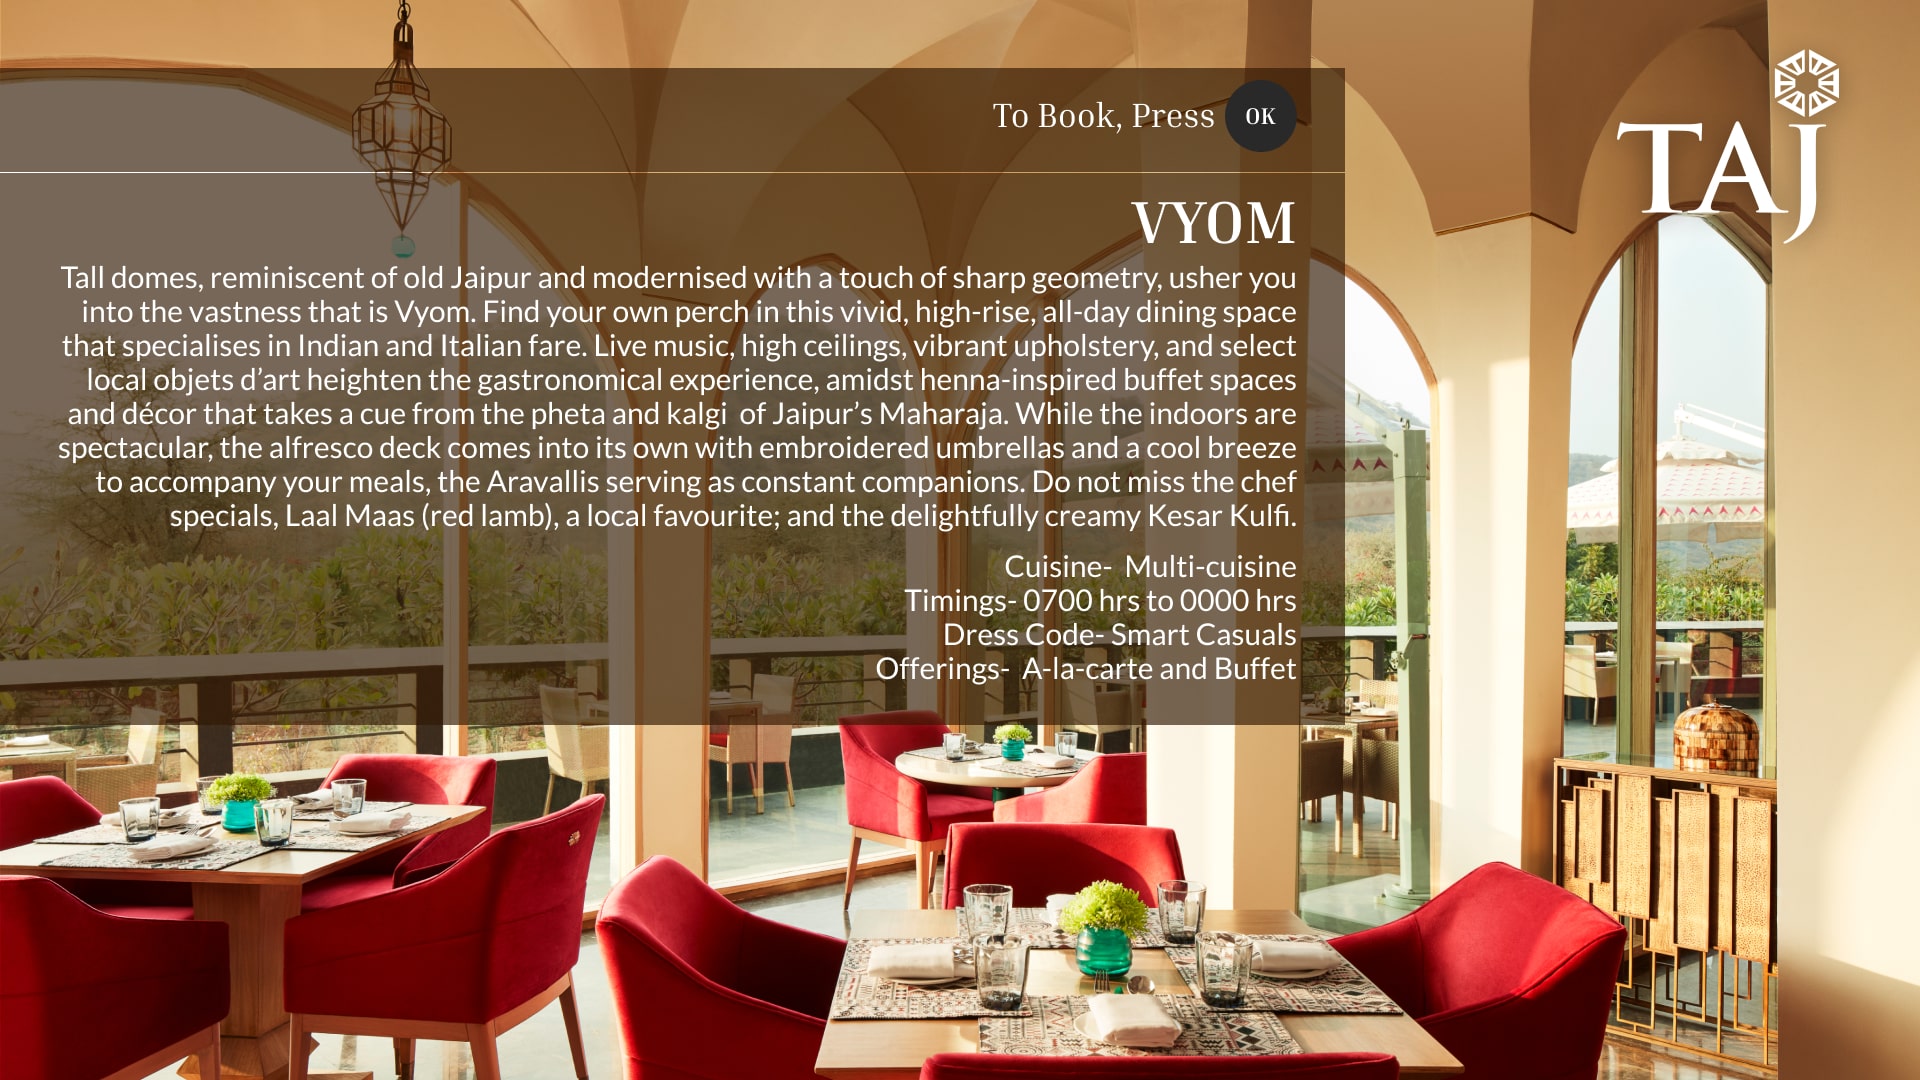 To Book, Press OK
TAJ
VYOM
Tall domes, reminiscent of old Jaipur and modernised with a touch of sharp geometry, usher you
into the vastness that is Vyom. Find your own perch in this vivid, high-rise, all-day dining space
that specialises in Indian and Italian fare. Live music, high ceilings, vibrant upholstery, and select
local objets d’art heighten the gastronomical experience, amidst henna-inspired buffet spaces
and décor that takes a cue from the pheta and kalgi  of Jaipur’s Maharaja. While the indoors are
spectacular, the alfresco deck comes into its own with embroidered umbrellas and a cool breeze
to accompany your meals, the Aravallis serving as constant companions. Do not miss the chef
specials, Laal Maas (red lamb), a local favourite; and the delightfully creamy Kesar Kulfi.
Cuisine-  Multi-cuisine
Timings- 0700 hrs to 0000 hrs
Dress Code- Smart Casuals
Offerings-  A-la-carte and Buffet